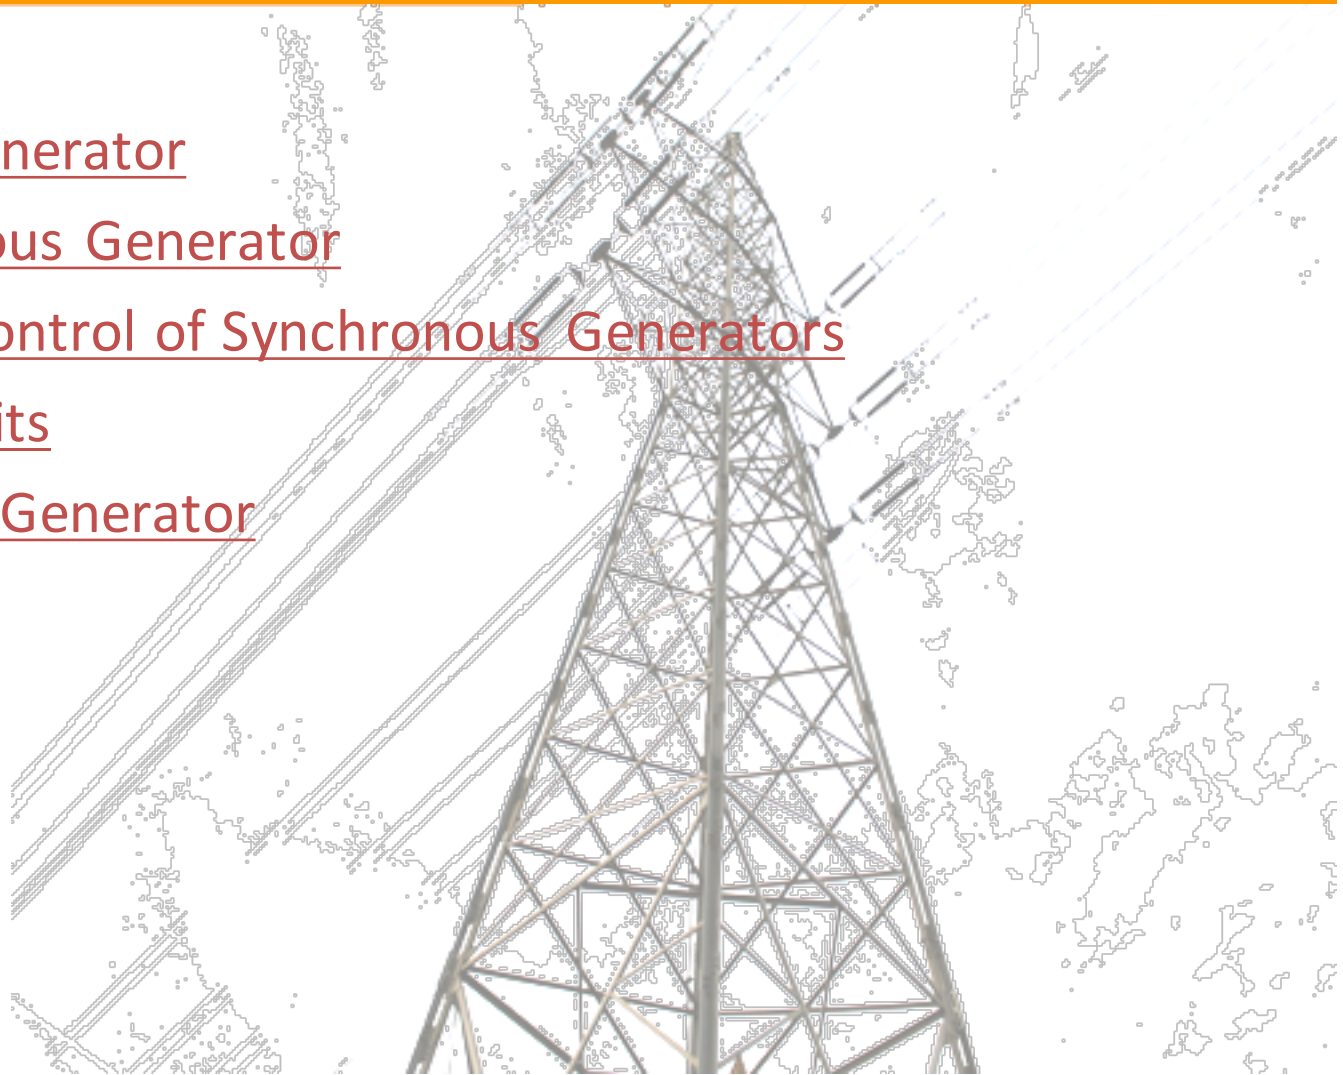 nerator
ous Generator
ontrol of Synchronous Generators
its
Generator